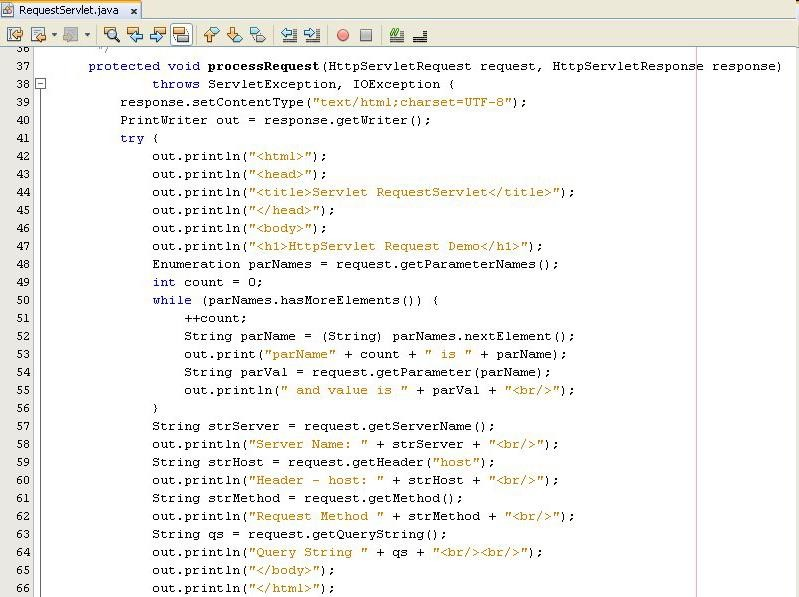 RequestServlet.java x
36 */
37 protected void processRequest(HttpServletRequest request, HttpServletResponse response)
38 throws ServletException, IOException {
39 response.setContentType("text/html;charset=UTF-8");
40 PrintWriter out = response.getWriter();
41 try {
42 out.println("<html>");
43 out.println("<head>");
44 out.println("<title>Servlet RequestServlet</title>");
45 out.println("</head>");
46 out.println("<body>");
47 out.println("<h1>HttpServlet Request Demo</h1>");
48 Enumeration parNames = request.getParameterNames();
49 int count = 0;
50 while (parNames.hasMoreElements()) {
51 ++count;
52 String parName = (String) parNames.nextElement();
53 out.print("parName" + count + " is " + parName);
54 String parVal = request.getParameter(parName);
55 out.println(" and value is " + parVal + "<br/>");
56 }
57 String strServer = request.getServerName();
58 out.println("Server Name: " + strServer + "<br/>");
59 String strHost = request.getHeader("host");
60 out.println("Header - host: " + strHost + "<br/>");
61 String strMethod = request.getMethod();
62 out.println("Request Method " + strMethod + "<br/>");
63 String qs = request.getQueryString();
64 out.println("Query String " + qs + "<br/><br/>");
65 out.println("</body>");
66 out.println("</html>");